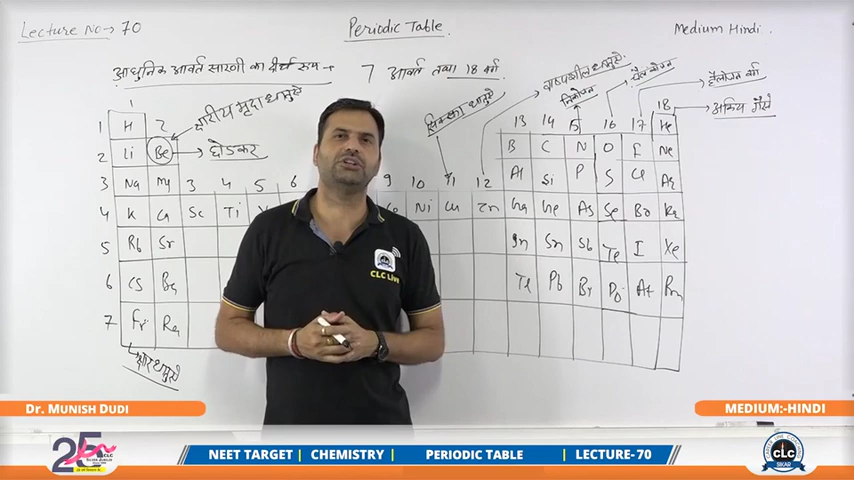 Lecture No → 70
Periodic Table
Medium Hindi.
आधुनिक आवर्त सारणी का दीर्घ रूप → 7 आवर्त तथा 18 वर्ग
क्षारीय मृदा धातुएं
छोडकर
सिक्का धातुएं
निक्टोजन
हैलोजन वर्ग
अक्रिय गैसें
1
2
13 14 15 16 17 18
1 H He
2 Li Be B C N O F Ne
3 Na Mg 3 4 5 6 9 10 11 12 Al Si P S Cl Ar
4 K Ca Sc Ti V Co Ni Cu Zn Ga Ge As Se Br Kr
5 Rb Sr In Sn Sb Te I Xe
6 Cs Ba Pb Po At Rn
7 Fr Ra
क्षार धातुएं
CLC Live
Dr. MUNISH DUDI
MEDIUM:-HINDI
25
CLC
NEET TARGET | CHEMISTRY | PERIODIC TABLE | LECTURE- 70
CLC
SIKAR